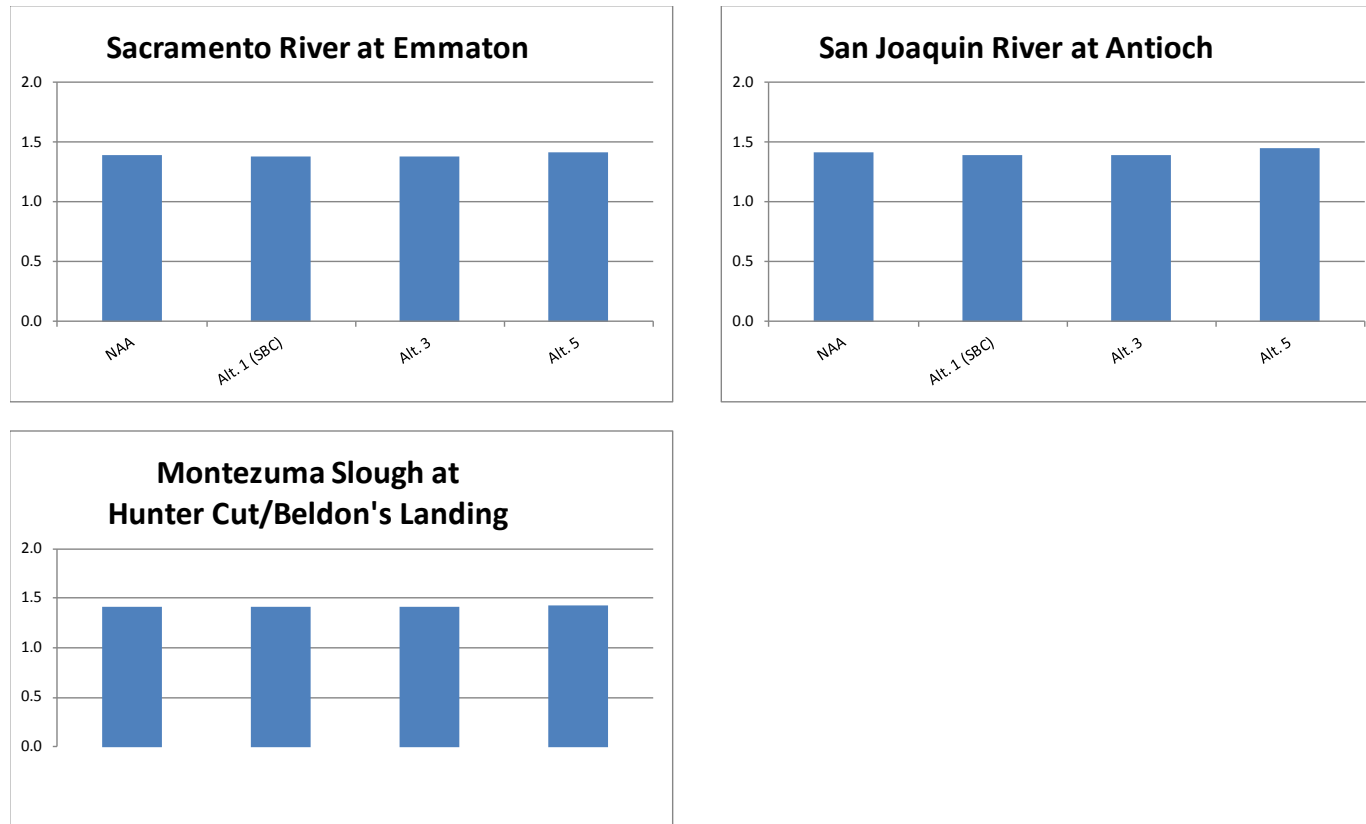 Sacramento River at Emmaton
2.0
1.5
1.0
0.5
0.0
NAA
Alt. 1 (SBC)
Alt. 3
Alt. 5
San Joaquin River at Antioch
2.0
1.5
1.0
0.5
0.0
NAA
Alt. 1 (SBC)
Alt. 3
Alt. 5
Montezuma Slough at
Hunter Cut/Beldon's Landing
2.0
1.5
1.0
0.5
0.0